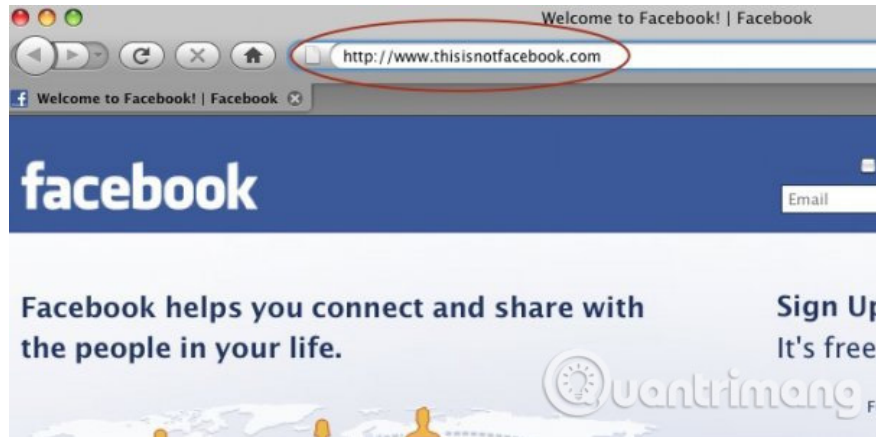 Welcome to Facebook! | Facebook
http://www.thisisnotfacebook.com
Welcome to Facebook! | Facebook
facebook
Email
Facebook helps you connect and share with
the people in your life.
Sign Up
It's free
Quantrimang
F